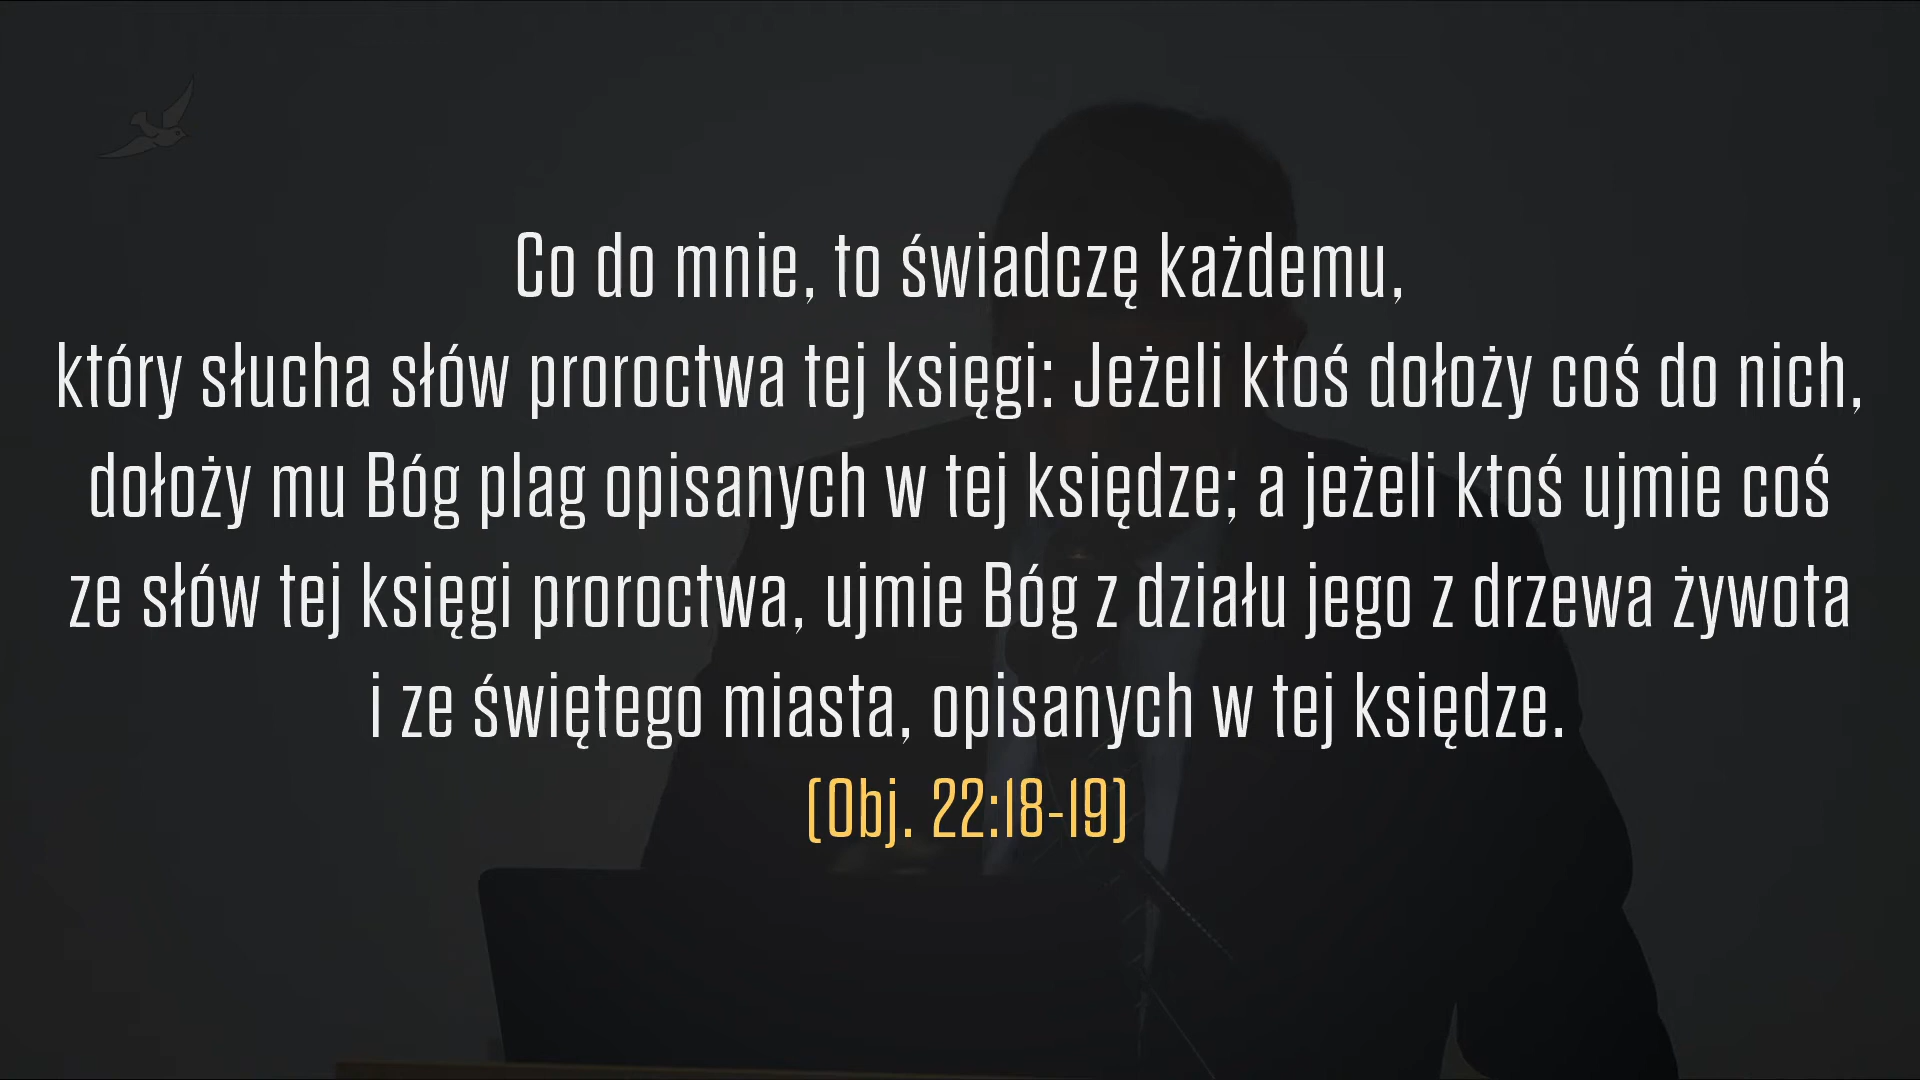 Co do mnie, to świadczę każdemu,
który słucha słów proroctwa tej księgi: Jeżeli ktoś dołoży coś do nich,
dołoży mu Bóg plag opisanych w tej księdze; a jeżeli ktoś ujmie coś
ze słów tej księgi proroctwa, ujmie Bóg z działu jego z drzewa żywota
i ze świętego miasta, opisanych w tej księdze.
(Obj. 22:18-19)